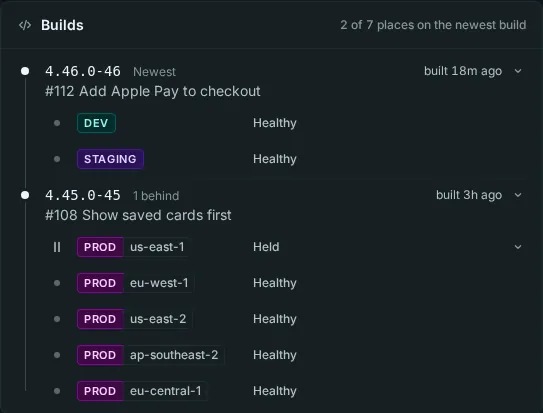 Builds 2 of 7 places on the newest build
4.46.0-46 Newest built 18m ago
#112 Add Apple Pay to checkout
DEV Healthy
STAGING Healthy
4.45.0-45 1 behind built 3h ago
#108 Show saved cards first
PROD us-east-1 Held
PROD eu-west-1 Healthy
PROD us-east-2 Healthy
PROD ap-southeast-2 Healthy
PROD eu-central-1 Healthy